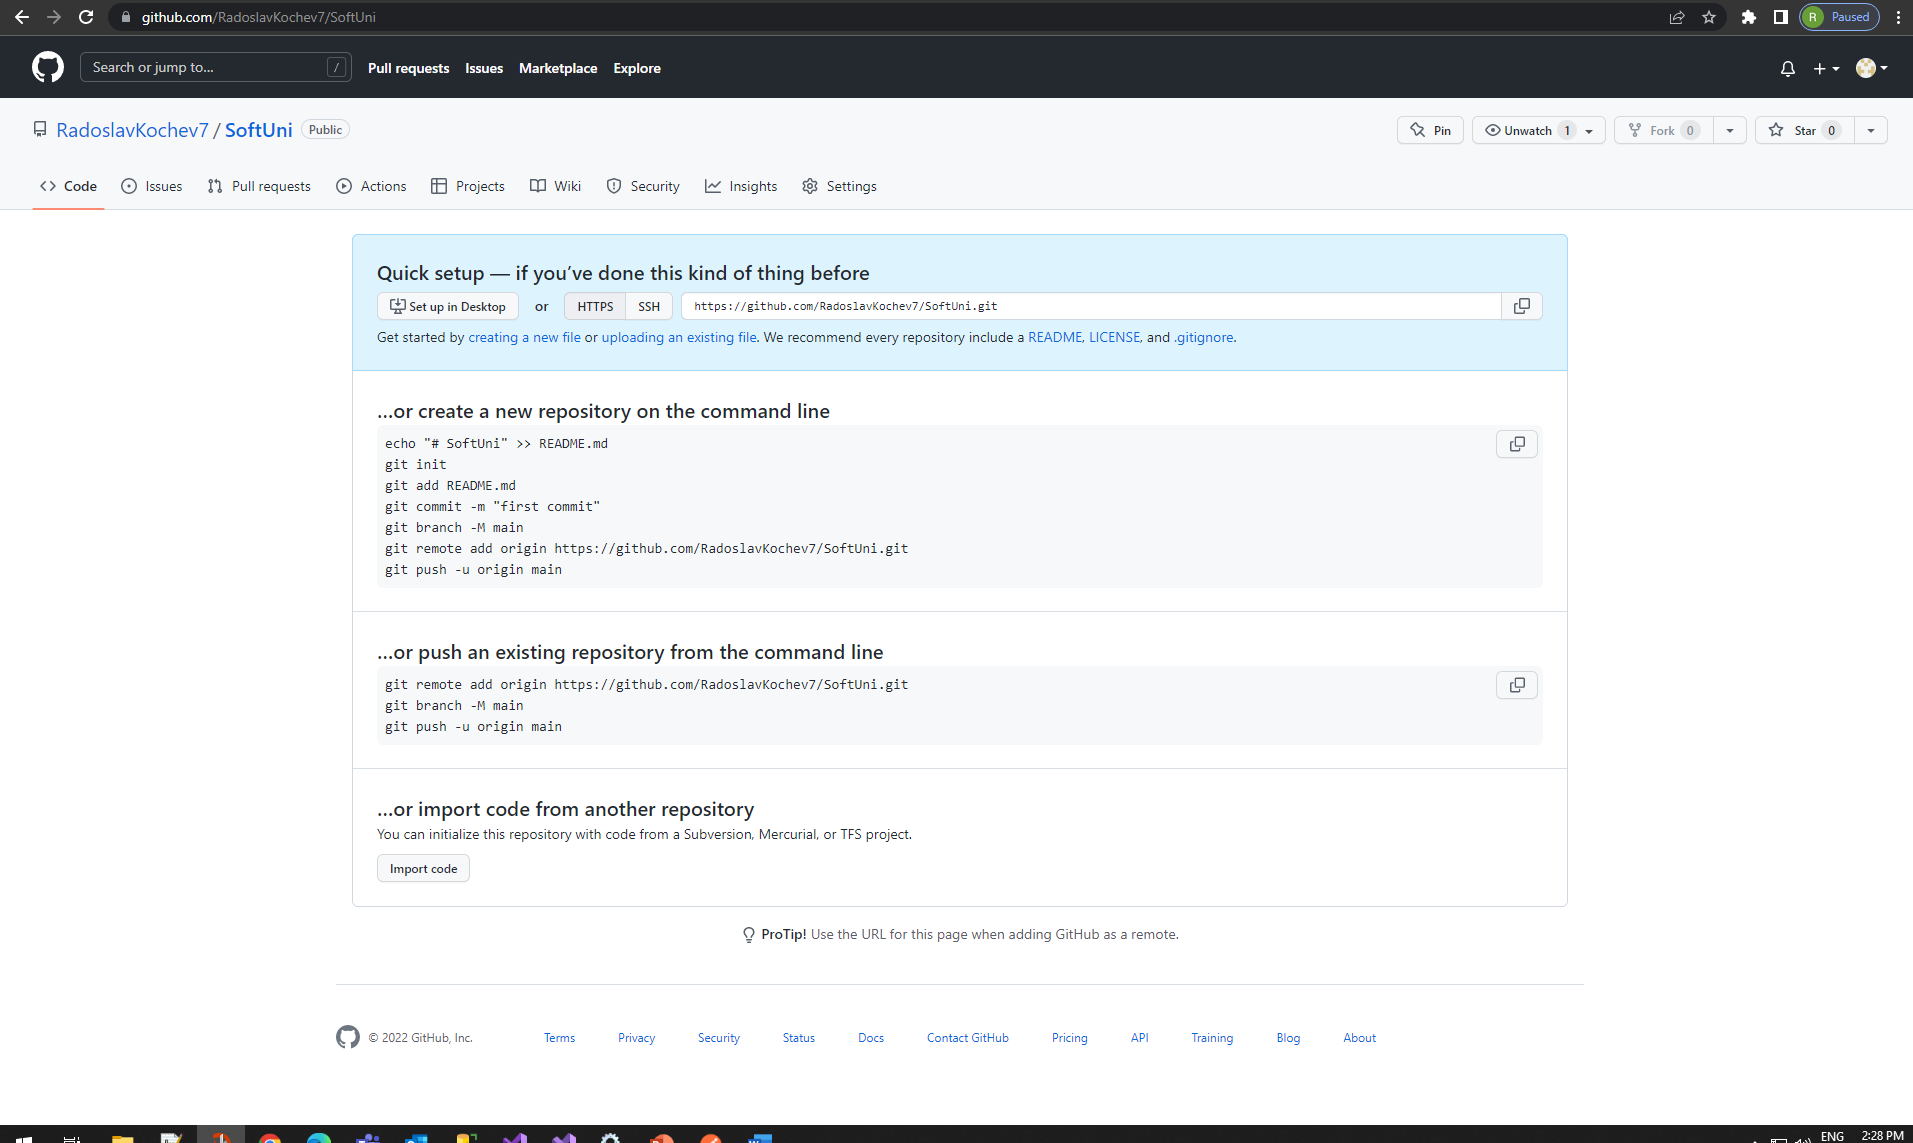 github.com/RadoslavKochev7/SoftUni
R Paused
Search or jump to... /
Pull requests Issues Marketplace Explore
RadoslavKochev7 / SoftUni Public
Pin Unwatch 1 Fork 0 Star 0
Code Issues Pull requests Actions Projects Wiki Security Insights Settings
Quick setup — if you’ve done this kind of thing before
Set up in Desktop or HTTPS SSH https://github.com/RadoslavKochev7/SoftUni.git
Get started by creating a new file or uploading an existing file. We recommend every repository include a README, LICENSE, and .gitignore.
…or create a new repository on the command line
echo "# SoftUni" >> README.md
git init
git add README.md
git commit -m "first commit"
git branch -M main
git remote add origin https://github.com/RadoslavKochev7/SoftUni.git
git push -u origin main
…or push an existing repository from the command line
git remote add origin https://github.com/RadoslavKochev7/SoftUni.git
git branch -M main
git push -u origin main
…or import code from another repository
You can initialize this repository with code from a Subversion, Mercurial, or TFS project.
Import code
ProTip! Use the URL for this page when adding GitHub as a remote.
© 2022 GitHub, Inc. Terms Privacy Security Status Docs Contact GitHub Pricing API Training Blog About
ENG 2:28 PM